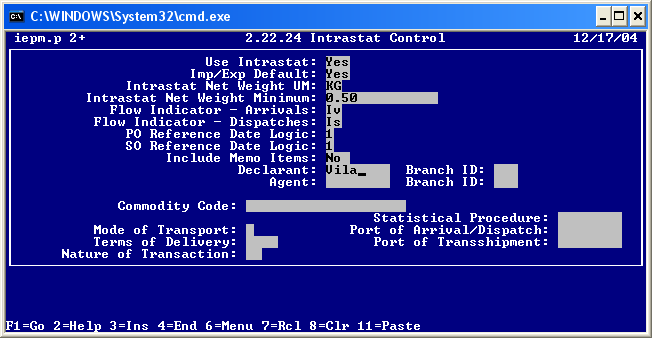 C:\WINDOWS\System32\cmd.exe
iepm.p 2+ 2.22.24 Intrastat Control 12/17/04
Use Intrastat: Yes
Imp/Exp Default: Yes
Intrastat Net Weight UM: KG
Intrastat Net Weight Minimum: 0.50
Flow Indicator - Arrivals: Iv
Flow Indicator - Dispatches: Is
PO Reference Date Logic: 1
SO Reference Date Logic: 1
Include Memo Items: No
Declarant: Vila Branch ID:
Agent: Branch ID:
Commodity Code:
Statistical Procedure:
Mode of Transport: Port of Arrival/Dispatch:
Terms of Delivery: Port of Transshipment:
Nature of Transaction:
F1=Go 2=Help 3=Ins 4=End 6=Menu 7=Rcl 8=Clr 11=Paste